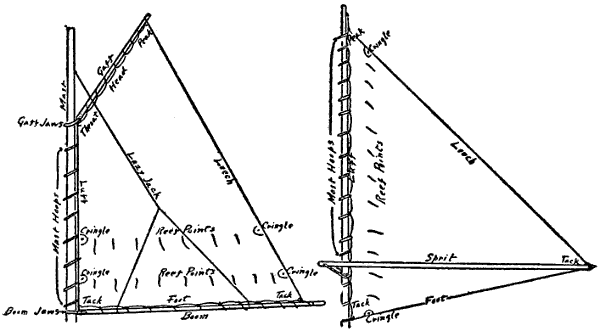 Mast
Gaff
Head
Peak
Throat
Gaff Jaws
Mast Hoops
Luff
Lazy Jack
Leech
Cringle
Reef Points
Cringle
Cringle
Reef Points
Cringle
Tack
Foot
Tack
Boom Jaws
Boom
Peak
Cringle
Mast Hoops
Luff
Reef Points
Leech
Sprit
Tack
Tack
Foot
Cringle